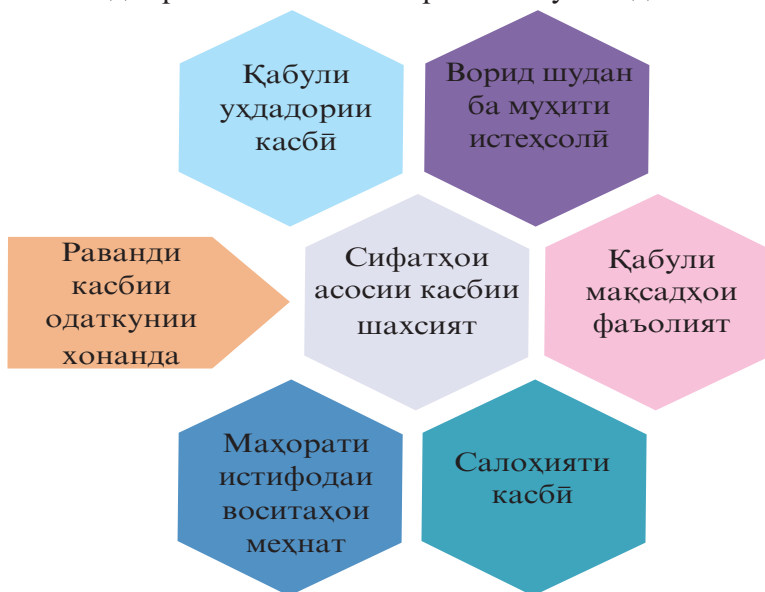 Қабули
уҳдадории
касбӣ
Ворид шудан
ба муҳити
истеҳсолӣ
Раванди
касбии
одаткунии
хонанда
Сифатҳои
асосии касбии
шахсият
Қабули
мақсадҳои
фаъолият
Маҳорати
истифодаи
воситаҳои
меҳнат
Салоҳияти
касбӣ